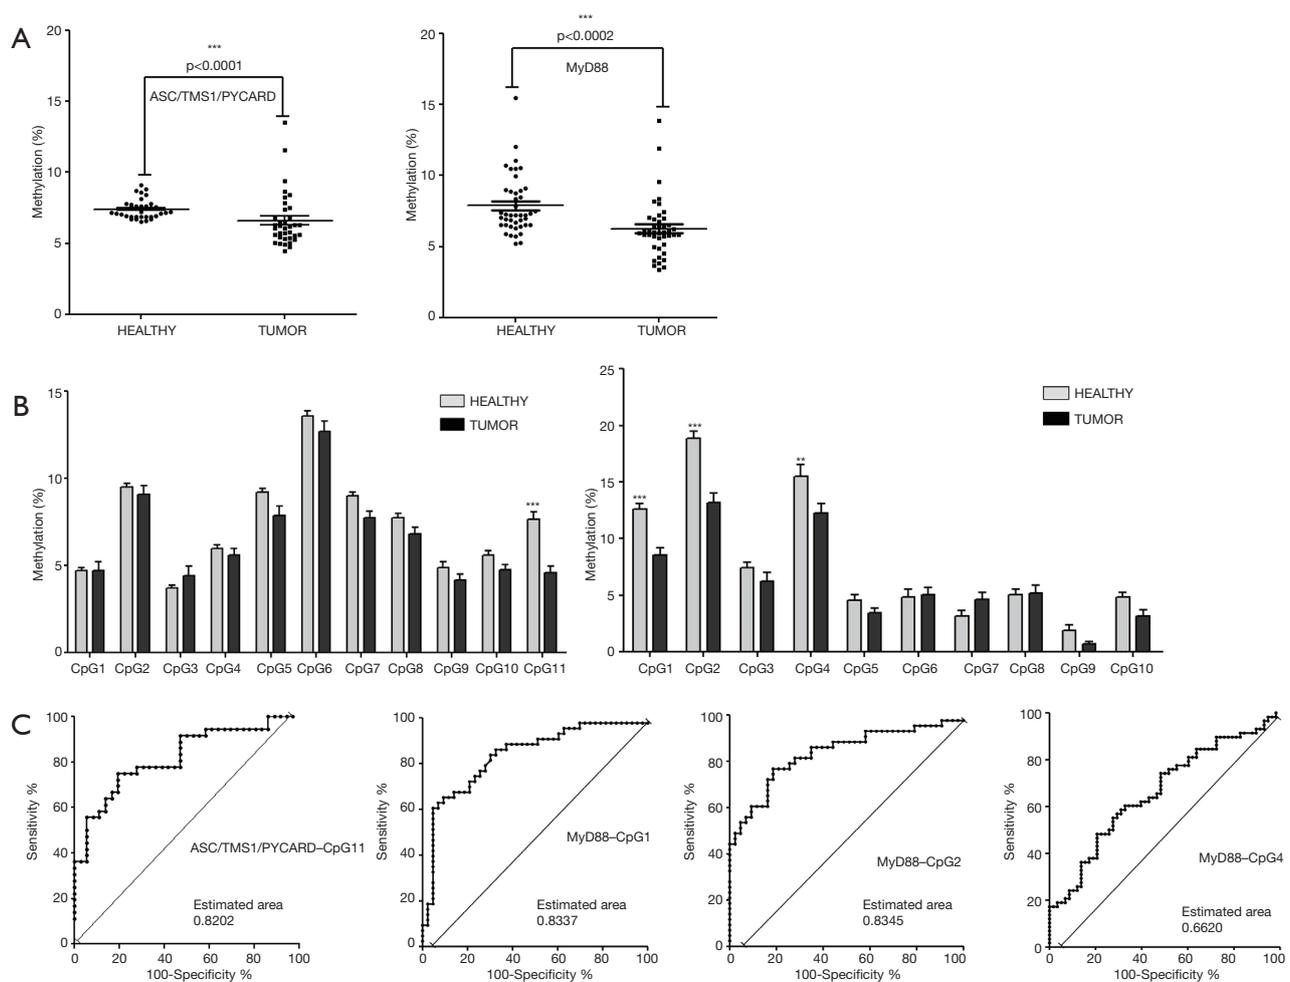 A
20
15
10
5
0
Methylation (%)
***
p<0.0001
ASC/TMS1/PYCARD
HEALTHY
TUMOR
20
15
10
5
0
Methylation (%)
***
p<0.0002
MyD88
HEALTHY
TUMOR
B
15
10
5
0
Methylation (%)
HEALTHY
TUMOR
***
CpG1 CpG2 CpG3 CpG4 CpG5 CpG6 CpG7 CpG8 CpG9 CpG10 CpG11
25
20
15
10
5
0
Methylation (%)
HEALTHY
TUMOR
***
***
**
CpG1 CpG2 CpG3 CpG4 CpG5 CpG6 CpG7 CpG8 CpG9 CpG10
C
100
80
60
40
20
0
Sensitivity %
ASC/TMS1/PYCARD–CpG11
Estimated area
0.8202
0 20 40 60 80 100
100-Specificity %
100
80
60
40
20
0
Sensitivity %
MyD88–CpG1
Estimated area
0.8337
0 20 40 60 80 100
100-Specificity %
100
80
60
40
20
0
Sensitivity %
MyD88–CpG2
Estimated area
0.8345
0 20 40 60 80 100
100-Specificity %
100
80
60
40
20
0
Sensitivity %
MyD88–CpG4
Estimated area
0.6620
0 20 40 60 80 100
100-Specificity %